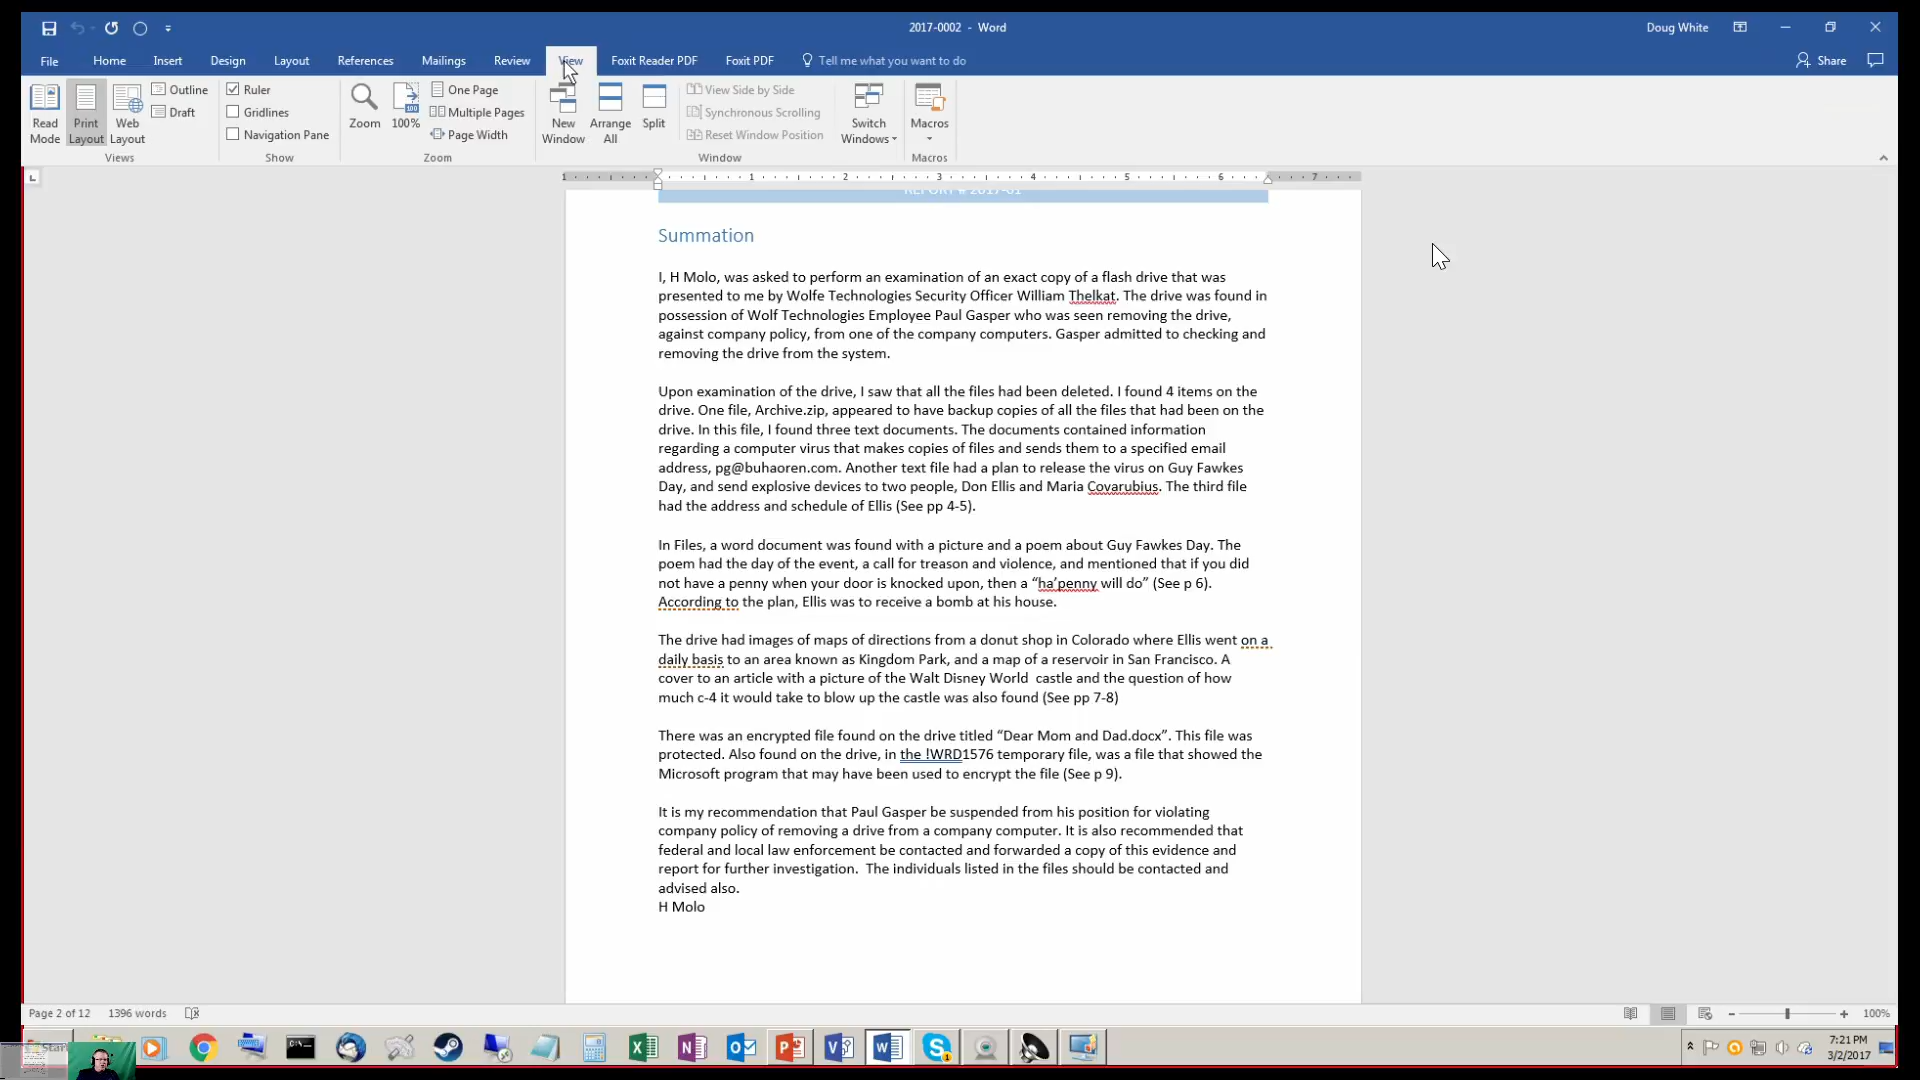 2017-0002 - Word
Doug White
File Home Insert Design Layout References Mailings Review View Foxit Reader PDF Foxit PDF Tell me what you want to do Share
Read Mode
Print Layout
Web Layout
Outline
Draft
Views
Ruler
Gridlines
Navigation Pane
Show
Zoom
100%
One Page
Multiple Pages
Page Width
Zoom
New Window
Arrange All
Split
View Side by Side
Synchronous Scrolling
Reset Window Position
Window
Switch Windows
Macros
Macros
1 1 2 3 4 5 6 7
REPORT # 2017-01
Summation
I, H Molo, was asked to perform an examination of an exact copy of a flash drive that was
presented to me by Wolfe Technologies Security Officer William Thelkat. The drive was found in
possession of Wolf Technologies Employee Paul Gasper who was seen removing the drive,
against company policy, from one of the company computers. Gasper admitted to checking and
removing the drive from the system.
Upon examination of the drive, I saw that all the files had been deleted. I found 4 items on the
drive. One file, Archive.zip, appeared to have backup copies of all the files that had been on the
drive. In this file, I found three text documents. The documents contained information
regarding a computer virus that makes copies of files and sends them to a specified email
address, pg@buhaoren.com. Another text file had a plan to release the virus on Guy Fawkes
Day, and send explosive devices to two people, Don Ellis and Maria Covarubius. The third file
had the address and schedule of Ellis (See pp 4-5).
In Files, a word document was found with a picture and a poem about Guy Fawkes Day. The
poem had the day of the event, a call for treason and violence, and mentioned that if you did
not have a penny when your door is knocked upon, then a “ha’penny will do” (See p 6).
According to the plan, Ellis was to receive a bomb at his house.
The drive had images of maps of directions from a donut shop in Colorado where Ellis went on a
daily basis to an area known as Kingdom Park, and a map of a reservoir in San Francisco. A
cover to an article with a picture of the Walt Disney World castle and the question of how
much c-4 it would take to blow up the castle was also found (See pp 7-8)
There was an encrypted file found on the drive titled “Dear Mom and Dad.docx”. This file was
protected. Also found on the drive, in the !WRD1576 temporary file, was a file that showed the
Microsoft program that may have been used to encrypt the file (See p 9).
It is my recommendation that Paul Gasper be suspended from his position for violating
company policy of removing a drive from a company computer. It is also recommended that
federal and local law enforcement be contacted and forwarded a copy of this evidence and
report for further investigation. The individuals listed in the files should be contacted and
advised also.
H Molo
Page 2 of 12 1396 words
100%
7:21 PM
3/2/2017